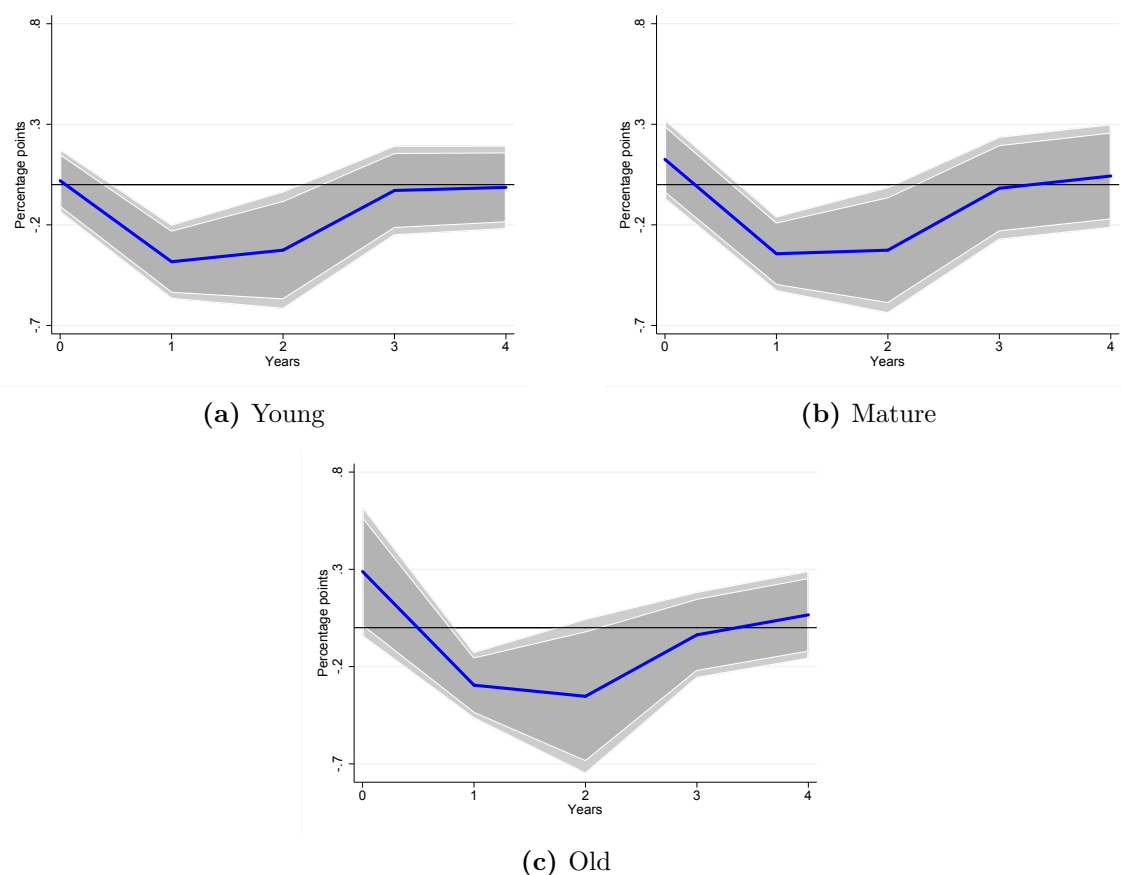 .8
.3
-.2
-.7
Percentage points
0 1 2 3 4
Years
(a) Young
.8
.3
-.2
-.7
Percentage points
0 1 2 3 4
Years
(b) Mature
.8
.3
-.2
-.7
Percentage points
0 1 2 3 4
Years
(c) Old